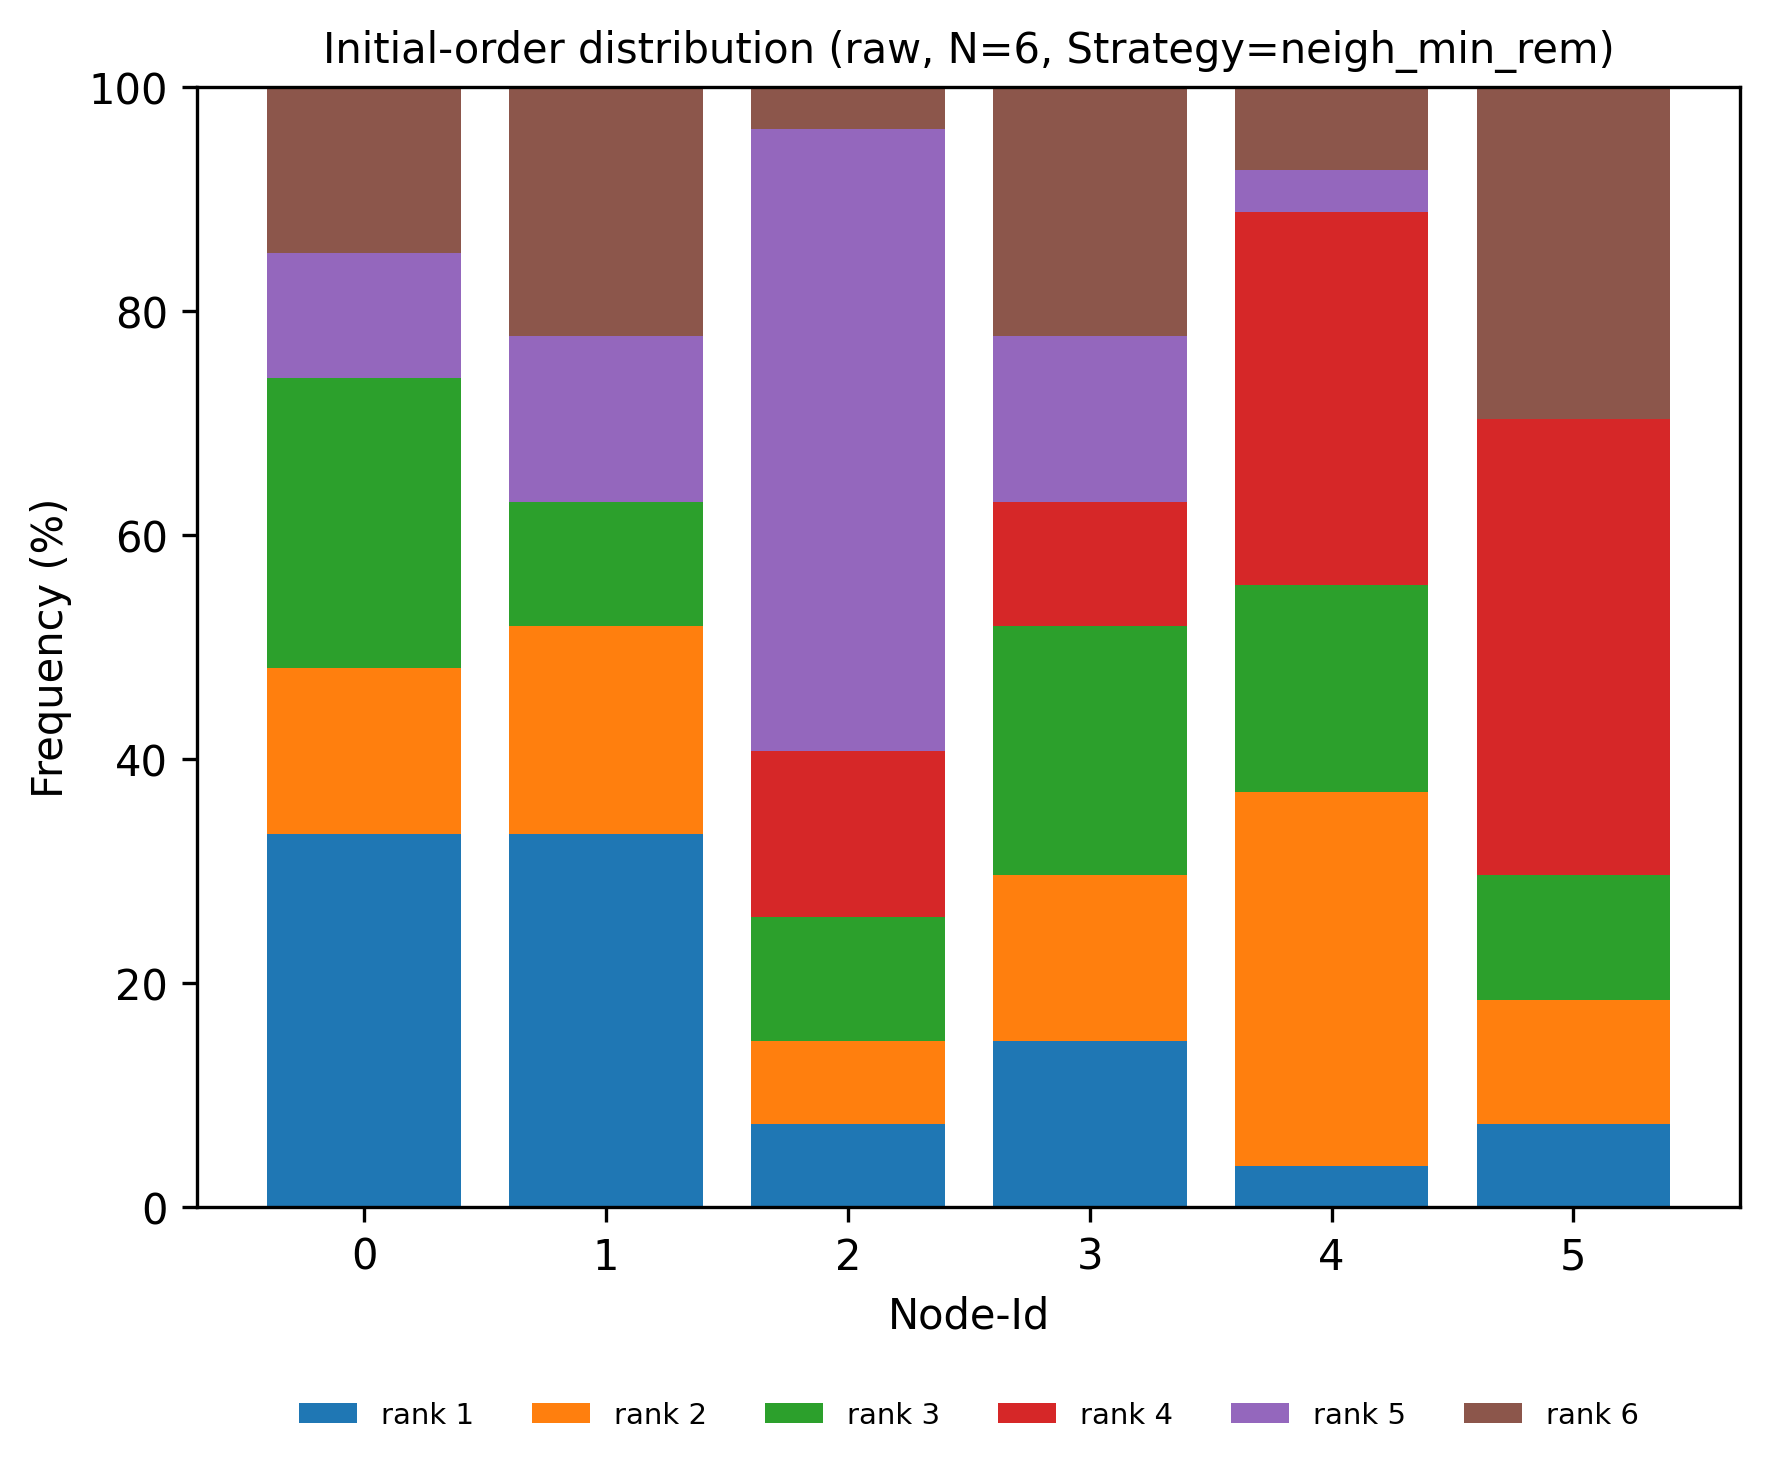 Initial-order distribution (raw, N=6, Strategy=neigh_min_rem)
100
80
60
40
20
0
Frequency (%)
0 1 2 3 4 5
Node-Id
rank 1 rank 2 rank 3 rank 4 rank 5 rank 6